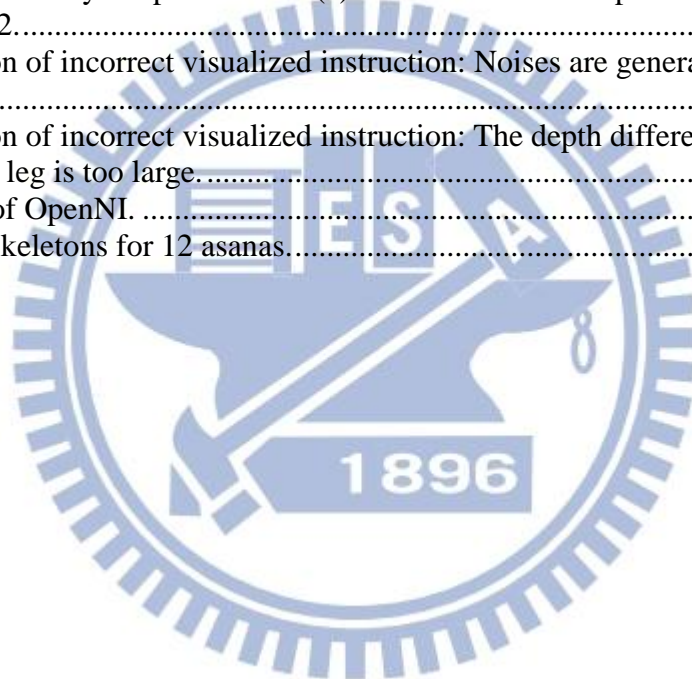 2.......................................................................................
on of incorrect visualized instruction: Noises are genera
.......................................................................................
on of incorrect visualized instruction: The depth differe
leg is too large.......................................................................
of OpenNI. ............................................................................
keletons for 12 asanas.................................................................
E S A
1896